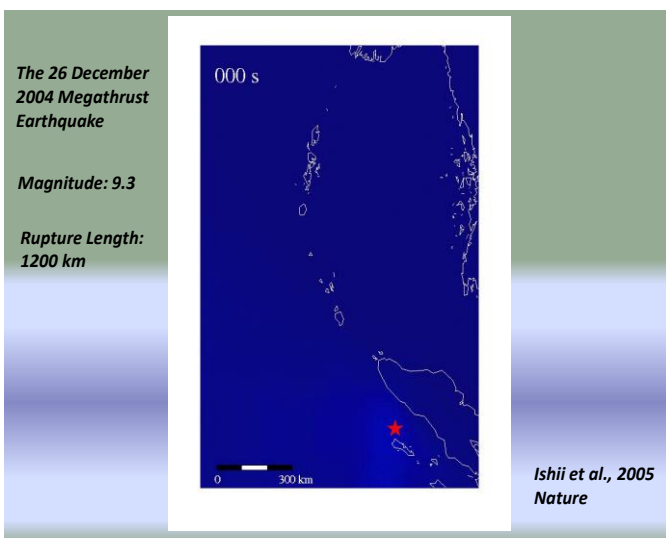 The 26 December
2004 Megathrust
Earthquake
Magnitude: 9.3
Rupture Length:
1200 km
000 s
0 300 km
Ishii et al., 2005
Nature